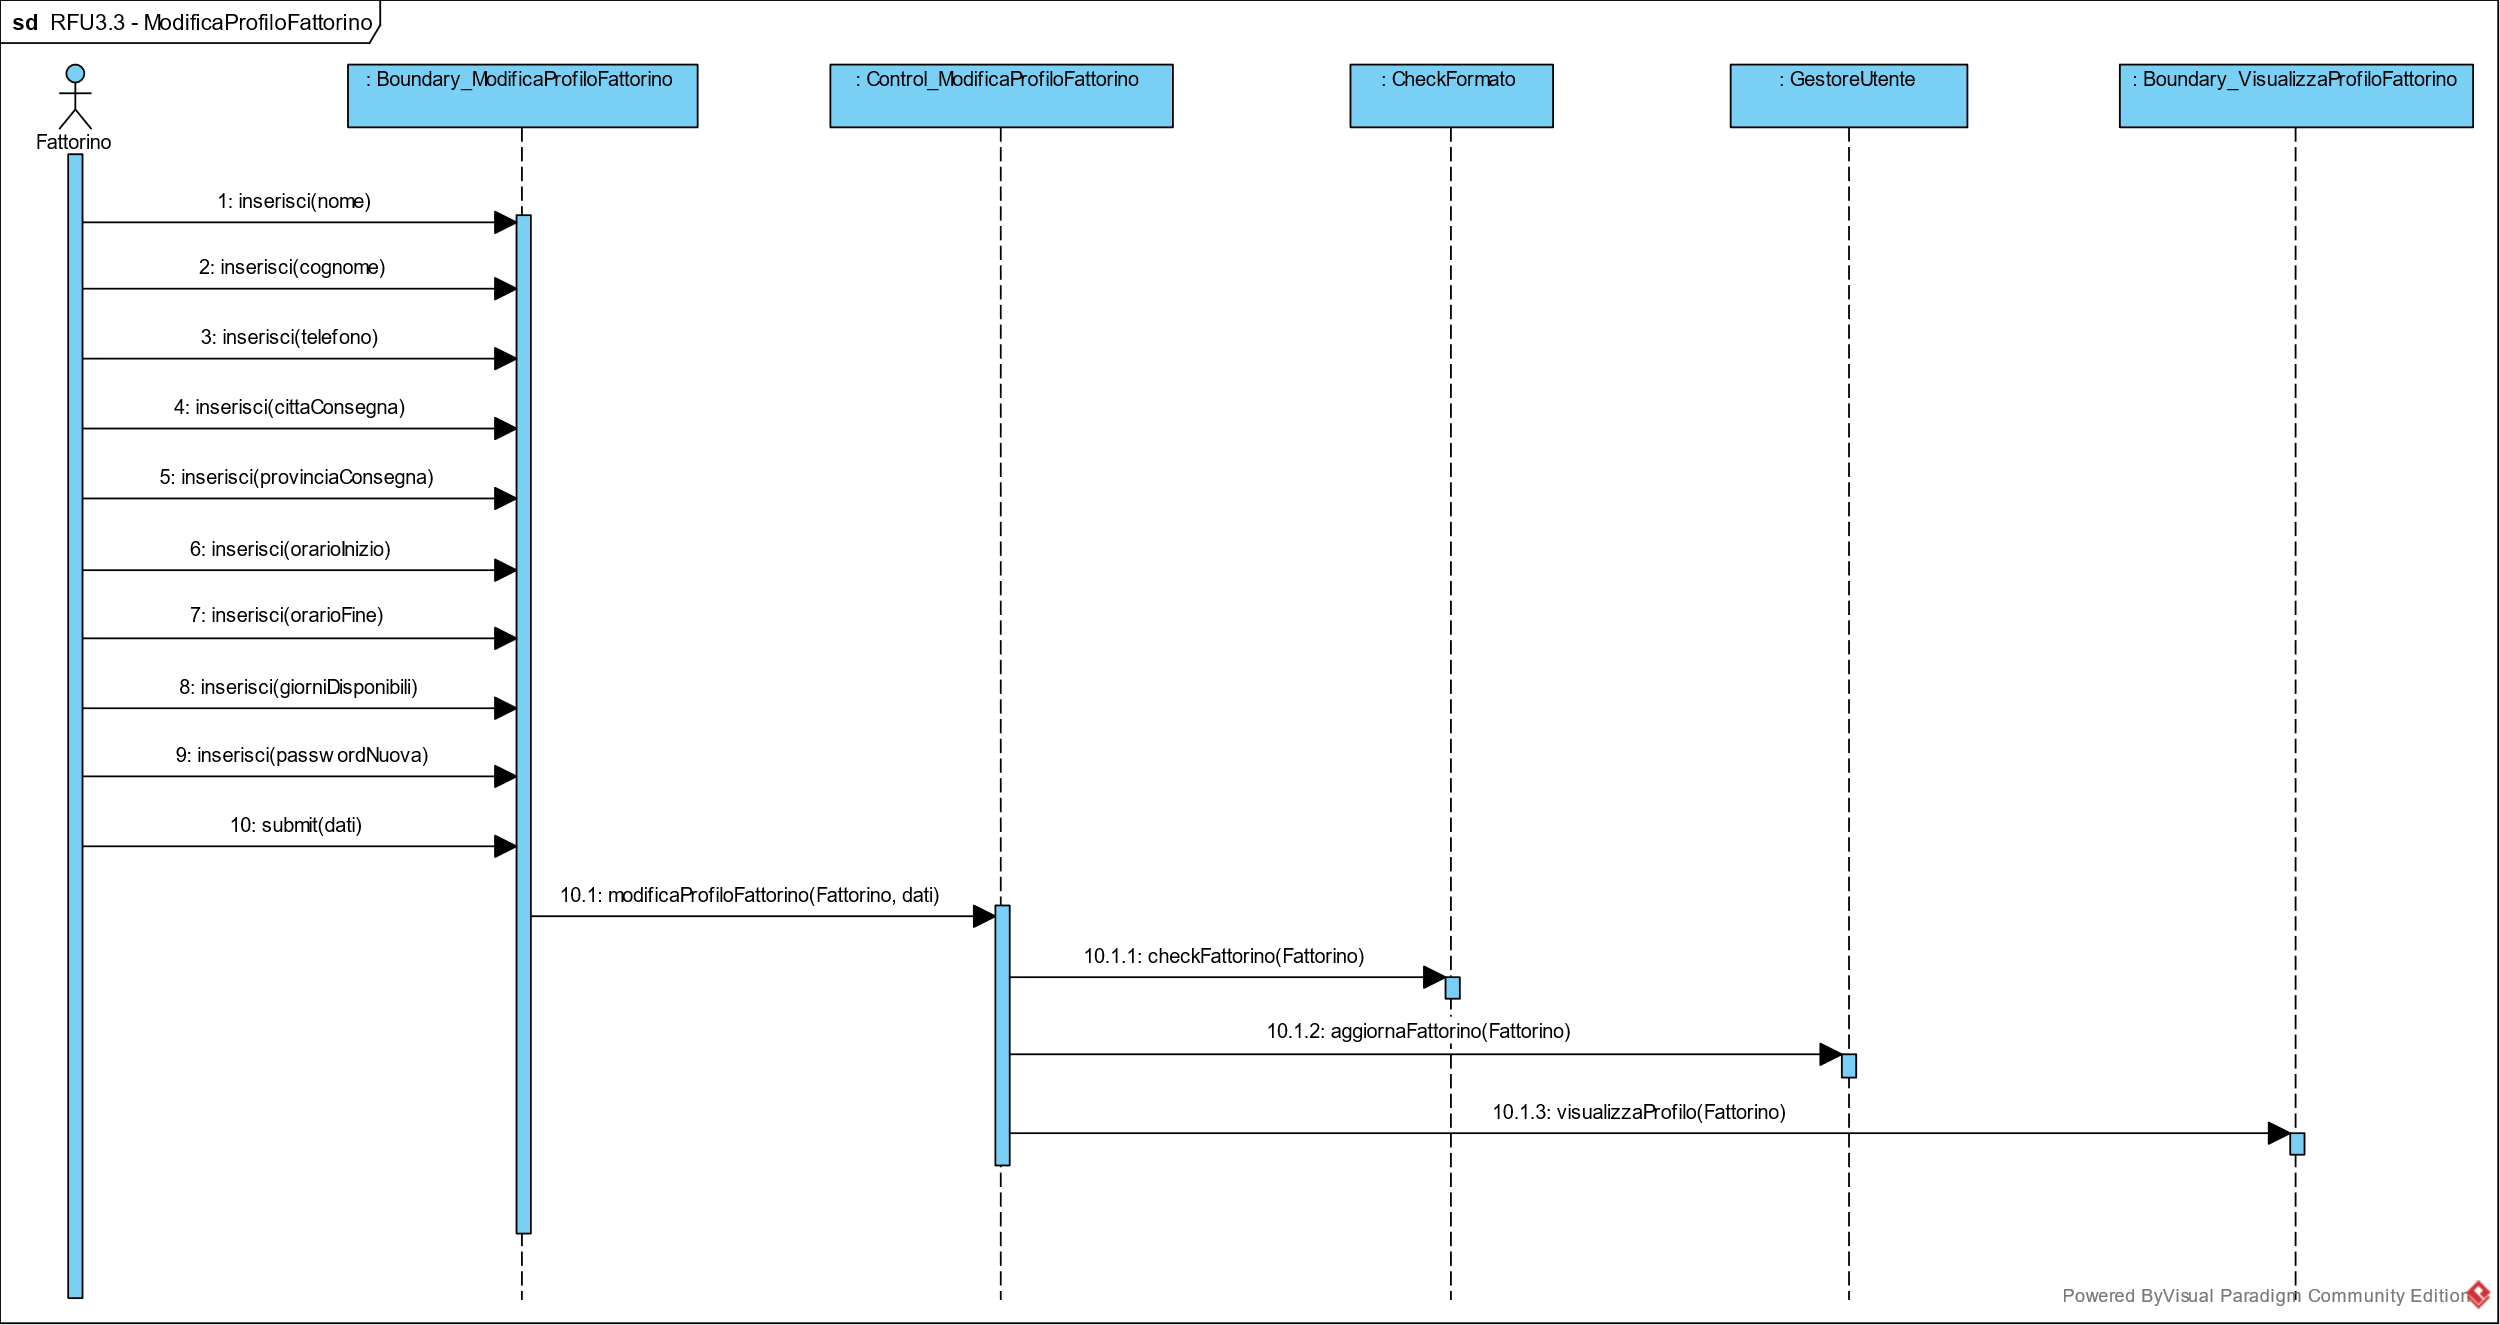 sd RFU3.3 - ModificaProfiloFattorino
Fattorino
: Boundary_ModificaProfiloFattorino
: Control_ModificaProfiloFattorino
: CheckFormato
: GestoreUtente
: Boundary_VisualizzaProfiloFattorino
1: inserisci(nome)
2: inserisci(cognome)
3: inserisci(telefono)
4: inserisci(cittaConsegna)
5: inserisci(provinciaConsegna)
6: inserisci(orarioInizio)
7: inserisci(orarioFine)
8: inserisci(giorniDisponibili)
9: inserisci(passwordNuova)
10: submit(dati)
10.1: modificaProfiloFattorino(Fattorino, dati)
10.1.1: checkFattorino(Fattorino)
10.1.2: aggiornaFattorino(Fattorino)
10.1.3: visualizzaProfilo(Fattorino)
Powered ByVisual Paradigm Community Edition